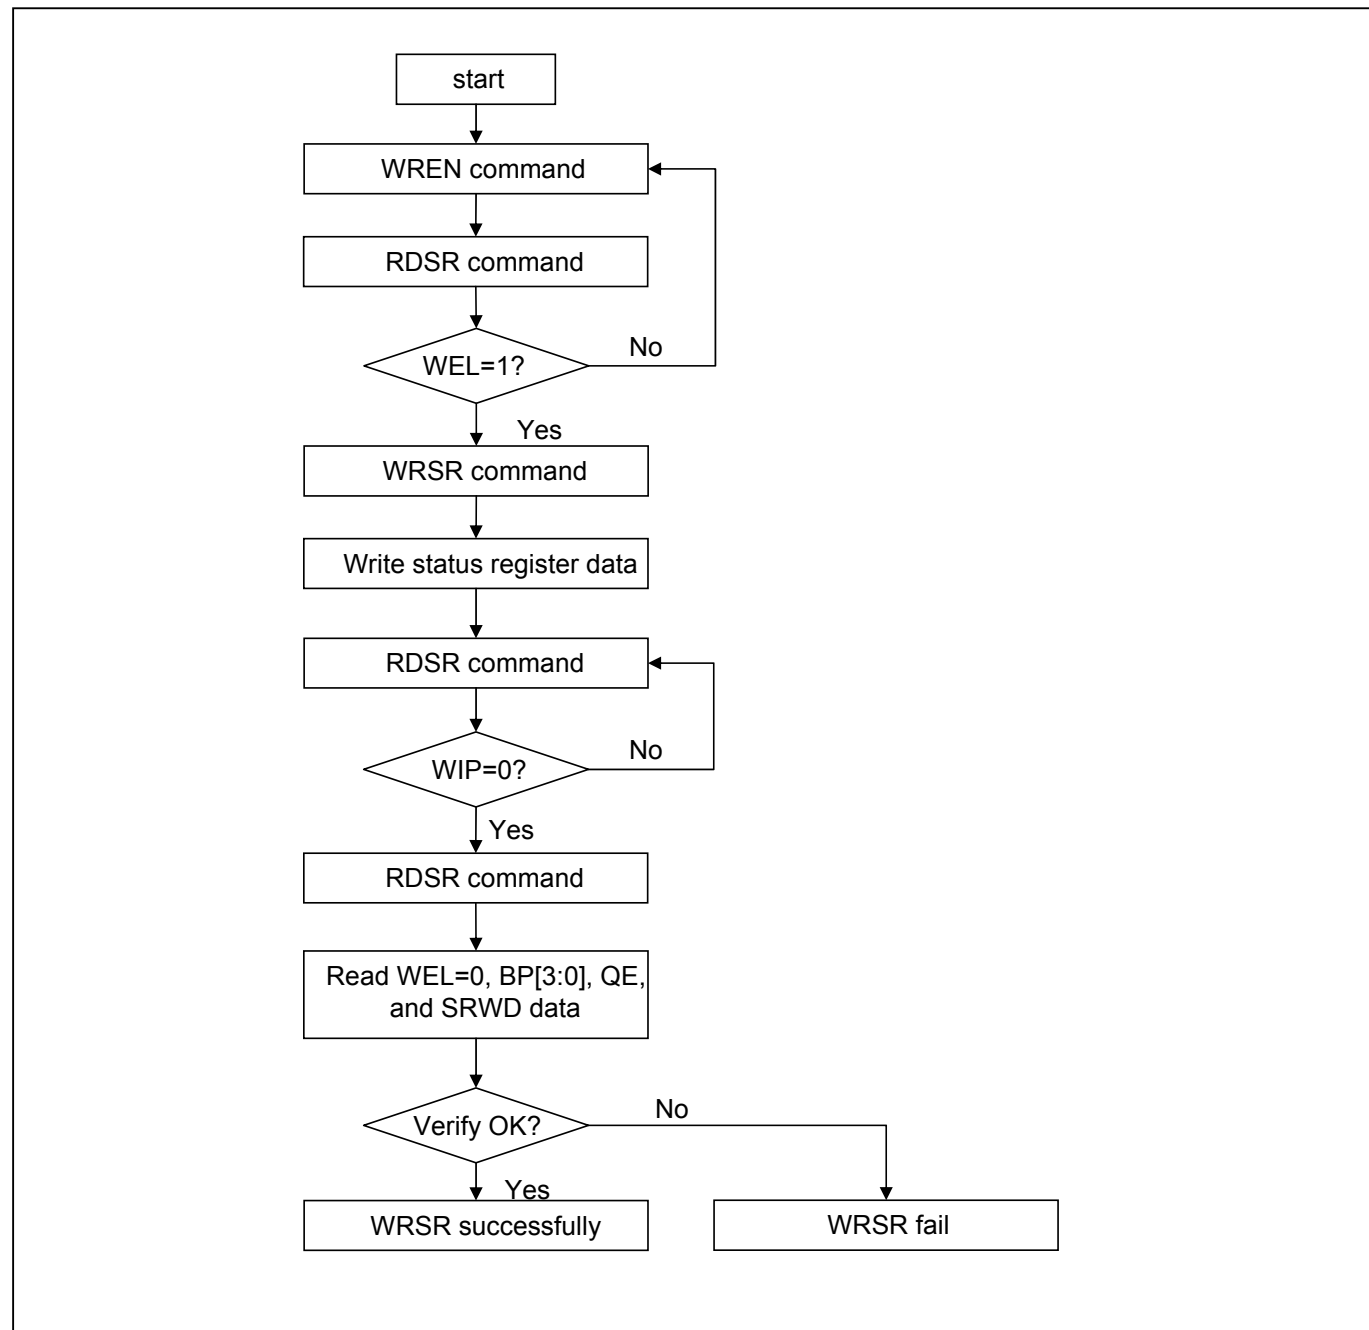 start
WREN command
RDSR command
WEL=1?
No
Yes
WRSR command
Write status register data
RDSR command
WIP=0?
No
Yes
RDSR command
Read WEL=0, BP[3:0], QE,
and SRWD data
Verify OK?
No
Yes
WRSR successfully
WRSR fail